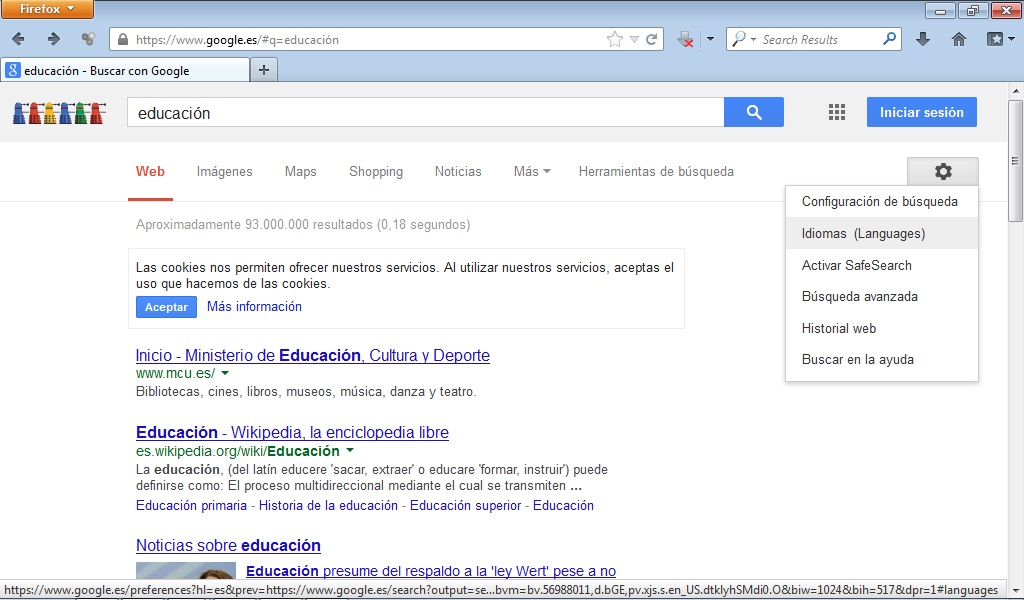 Firefox
https://www.google.es/#q=educación
Search Results
educación - Buscar con Google
educación
Iniciar sesión
Web Imágenes Maps Shopping Noticias Más Herramientas de búsqueda
Configuración de búsqueda
Idiomas (Languages)
Activar SafeSearch
Búsqueda avanzada
Historial web
Buscar en la ayuda
Aproximadamente 93.000.000 resultados (0,18 segundos)
Las cookies nos permiten ofrecer nuestros servicios. Al utilizar nuestros servicios, aceptas el
uso que hacemos de las cookies.
Aceptar Más información
Inicio - Ministerio de Educación, Cultura y Deporte
www.mcu.es/
Bibliotecas, cines, libros, museos, música, danza y teatro.
Educación - Wikipedia, la enciclopedia libre
es.wikipedia.org/wiki/Educación
La educación, (del latín educere 'sacar, extraer' o educare 'formar, instruir') puede
definirse como: El proceso multidireccional mediante el cual se transmiten ...
Educación primaria - Historia de la educación - Educación superior - Educación
Noticias sobre educación
Educación presume del respaldo a la 'ley Wert' pese a no
https://www.google.es/preferences?hl=es&prev=https://www.google.es/search?output=se...bvm=bv.56988011,d.bGE,pv.xjs.s.en_US.dtklyhSMdi0.O&biw=1024&bih=517&dpr=1#languages